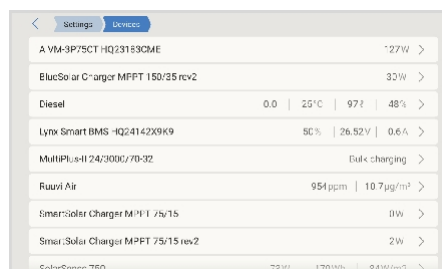 Settings Devices
A VM-3P75CT HQ23183CME 127W
BlueSolar Charger MPPT 150/35 rev2 30W
Diesel 0.0 25°C 97ℓ 48%
Lynx Smart BMS HQ24142X9K9 50% 26.52V 0.6A
MultiPlus-II 24/3000/70-32 Bulk charging
Ruuvi Air 954ppm 10.7µg/m³
SmartSolar Charger MPPT 75/15 0W
SmartSolar Charger MPPT 75/15 rev2 2W
SolarSense 750